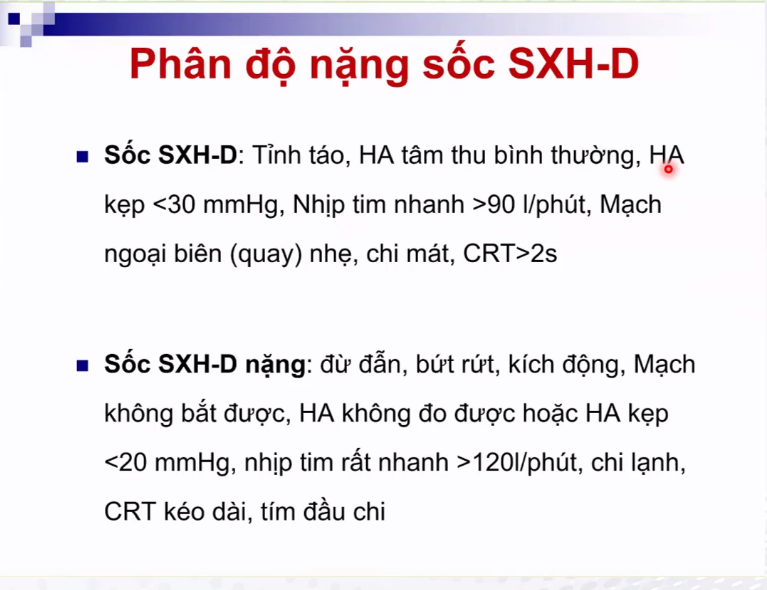 Phân độ nặng sốc SXH-D
Sốc SXH-D: Tỉnh táo, HA tâm thu bình thường, HA
kẹp <30 mmHg, Nhịp tim nhanh >90 l/phút, Mạch
ngoại biên (quay) nhẹ, chi mát, CRT>2s
Sốc SXH-D nặng: đừ đẫn, bứt rứt, kích động, Mạch
không bắt được, HA không đo được hoặc HA kẹp
<20 mmHg, nhịp tim rất nhanh >120l/phút, chi lạnh,
CRT kéo dài, tím đầu chi